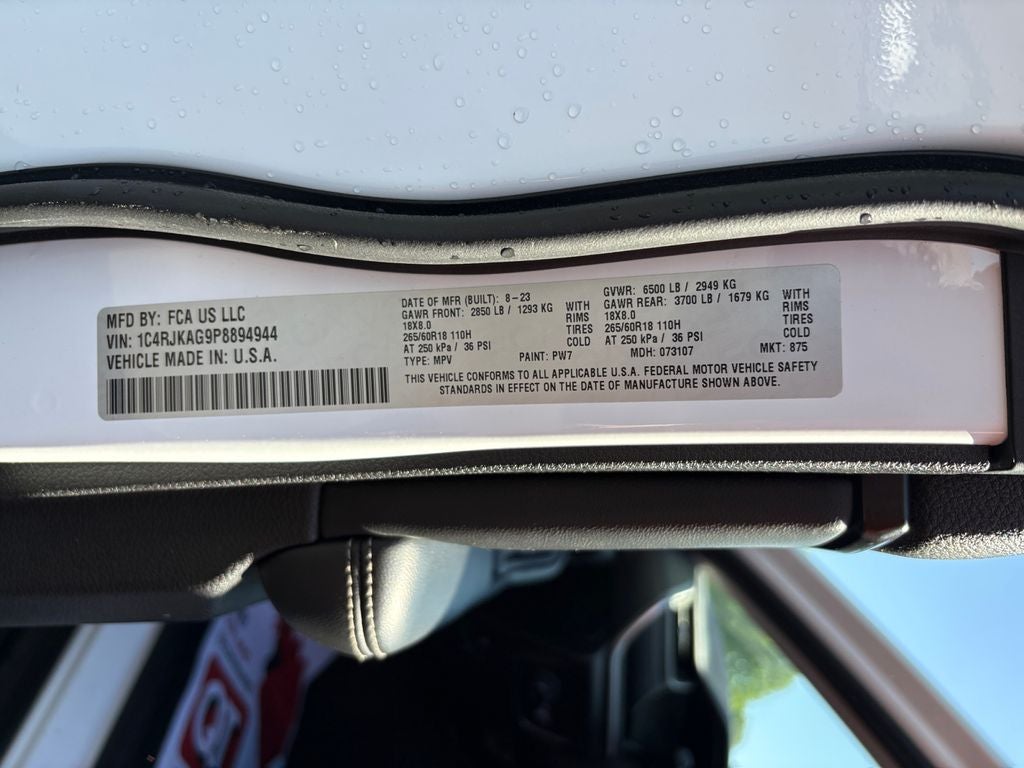 MFD BY: FCA US LLC
VIN: 1C4RJKAG9P8894944
VEHICLE MADE IN: U.S.A.
DATE OF MFR (BUILT): 8-23
GAWR FRONT: 2850 LB / 1293 KG WITH
18X8.0 RIMS
265/60R18 110H TIRES
AT 250 kPa / 36 PSI COLD
TYPE: MPV PAINT: PW7
GVWR: 6500 LB / 2949 KG
GAWR REAR: 3700 LB / 1679 KG WITH
18X8.0 RIMS
265/60R18 110H TIRES
AT 250 kPa / 36 PSI COLD
MDH: 073107 MKT: 875
THIS VEHICLE CONFORMS TO ALL APPLICABLE U.S.A. FEDERAL MOTOR VEHICLE SAFETY
STANDARDS IN EFFECT ON THE DATE OF MANUFACTURE SHOWN ABOVE.